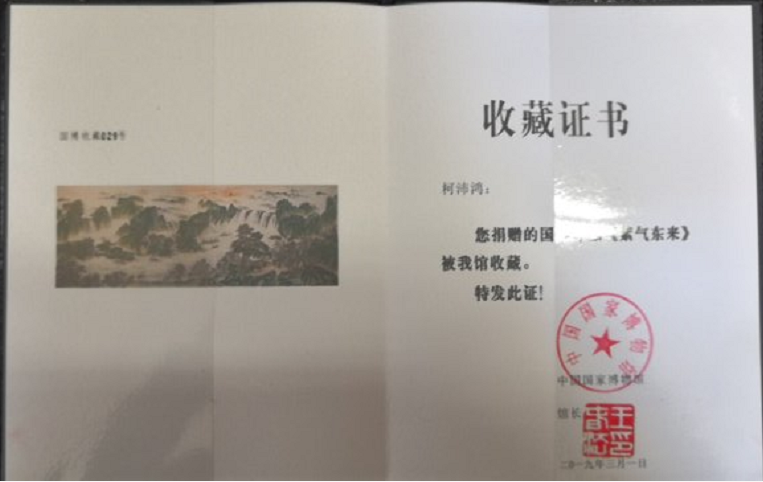 国博收藏029号
收藏证书
柯沛鸿：
您捐赠的国 气东来》
被我馆收藏。
特发此证！
中国国家博物馆
中国国家博物馆
馆长
二〇一九年三月一日